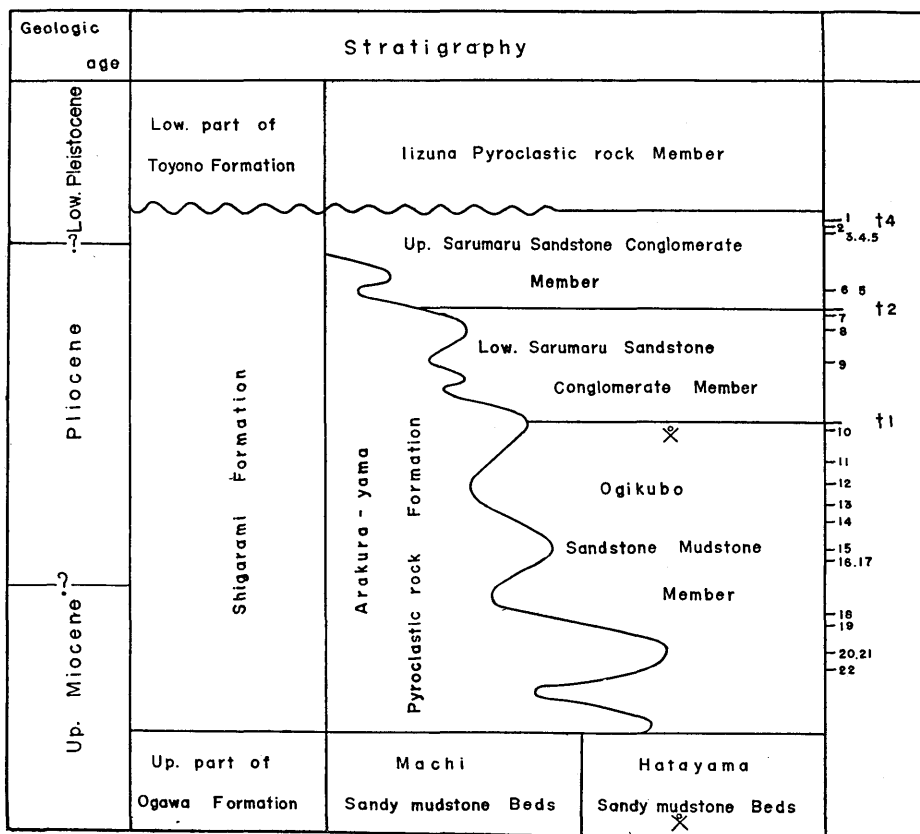 Geologic
age
Stratigraphy
Low. Pleistocene
Low. part of
Toyono Formation
Iizuna Pyroclastic rock Member
?
Up. Sarumaru Sandstone Conglomerate
Member
1
2
3.4.5
6 5
t4
t2
7
8
9
Low. Sarumaru Sandstone
Conglomerate Member
t1
10
11
12
13
14
15
16.17
18
19
20.21
22
Pliocene
Shigarami Formation
Arakura-yama
Pyroclastic rock Formation
Ogikubo
Sandstone Mudstone
Member
?
Up. Miocene
Up. part of
Ogawa Formation
Machi
Sandy mudstone Beds
Hatayama
Sandy mudstone Beds